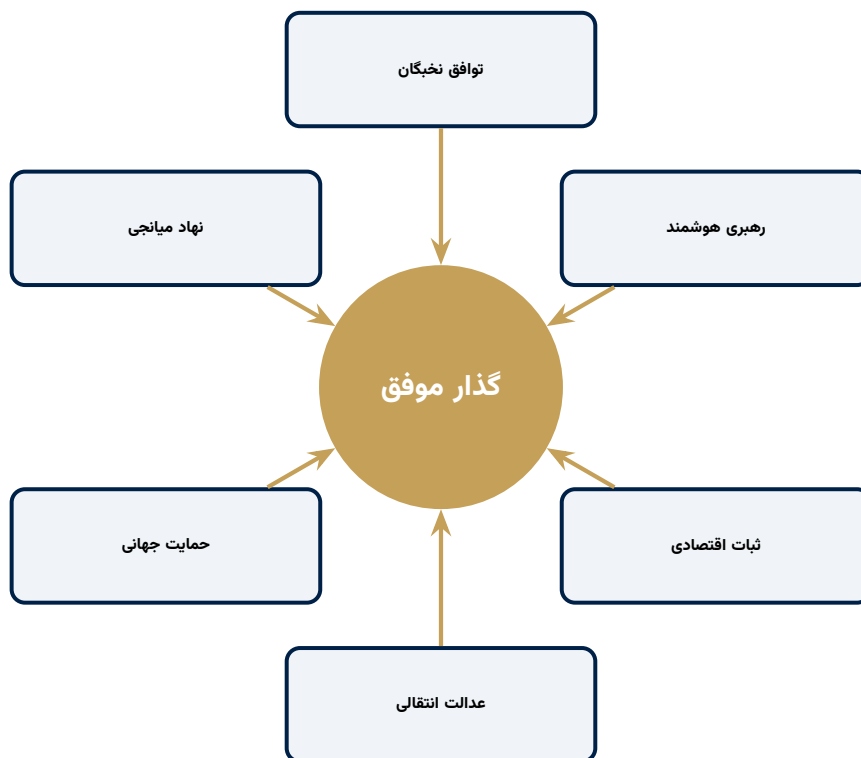 توافق نخبگان
رهبری هوشمند
نهاد میانجی
گذار موفق
ثبات اقتصادی
حمایت جهانی
عدالت انتقالی